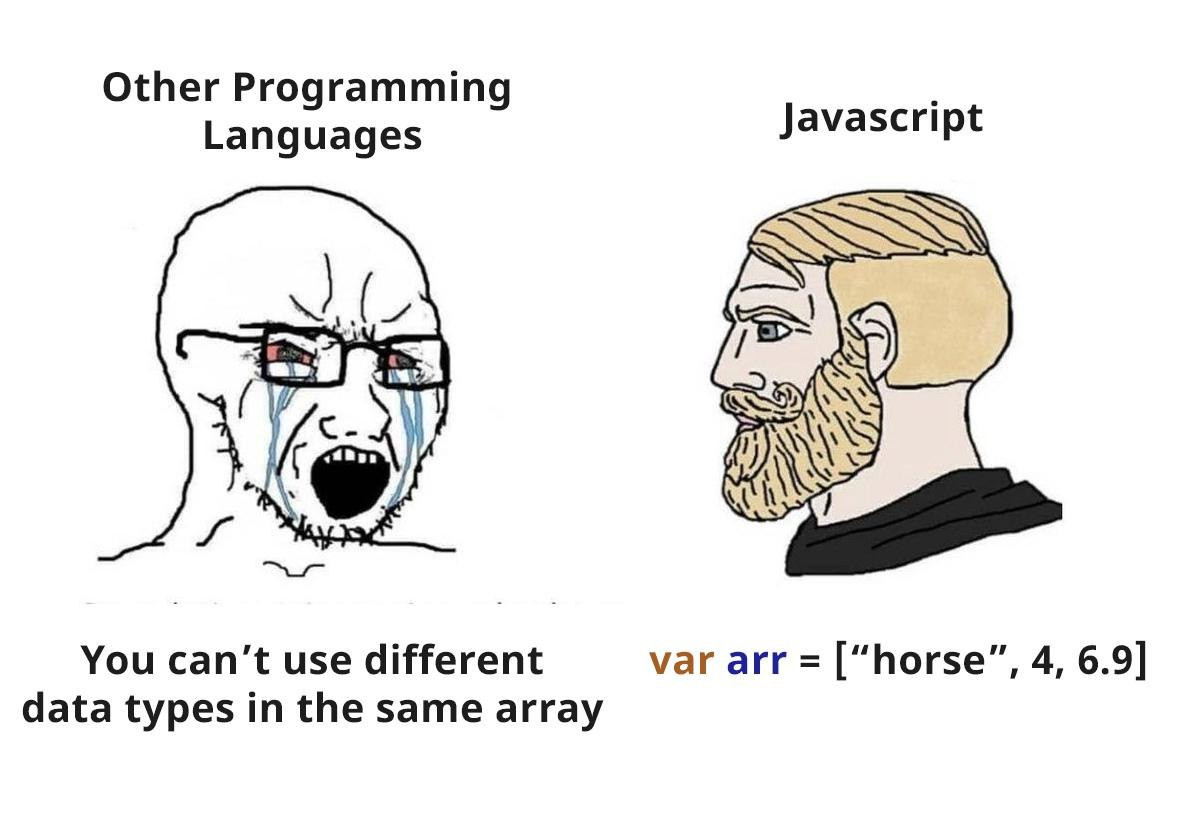 Other Programming
Languages
Javascript
You can’t use different
data types in the same array
var arr = [“horse”, 4, 6.9]